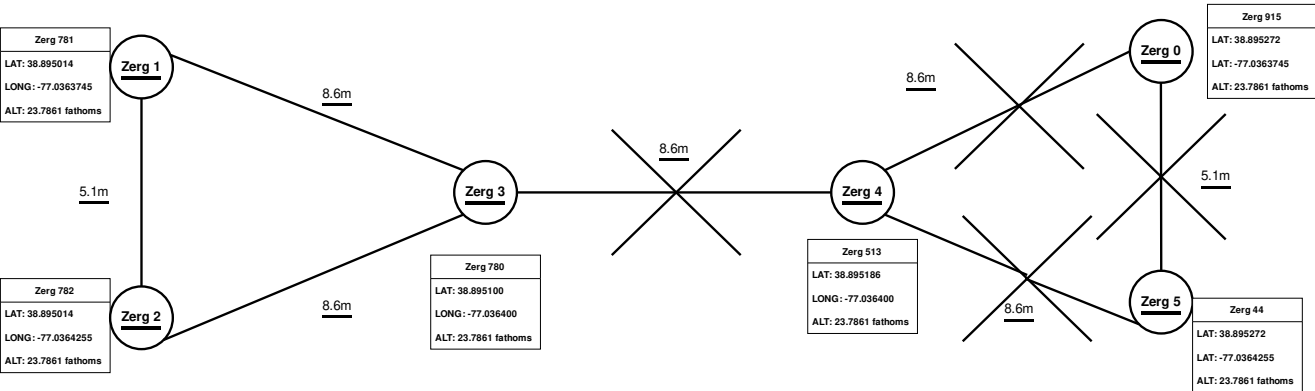 Zerg 781
LAT: 38.895014
LONG: -77.0363745
ALT: 23.7861 fathoms
Zerg 1
8.6m
5.1m
Zerg 782
LAT: 38.895014
LONG: -77.0364255
ALT: 23.7861 fathoms
Zerg 2
8.6m
Zerg 3
Zerg 780
LAT: 38.895100
LONG: -77.036400
ALT: 23.7861 fathoms
8.6m
Zerg 4
Zerg 513
LAT: 38.895186
LONG: -77.036400
ALT: 23.7861 fathoms
8.6m
Zerg 0
Zerg 915
LAT: 38.895272
LAT: -77.0363745
ALT: 23.7861 fathoms
5.1m
8.6m
Zerg 5
Zerg 44
LAT: 38.895272
LAT: -77.0364255
ALT: 23.7861 fathoms